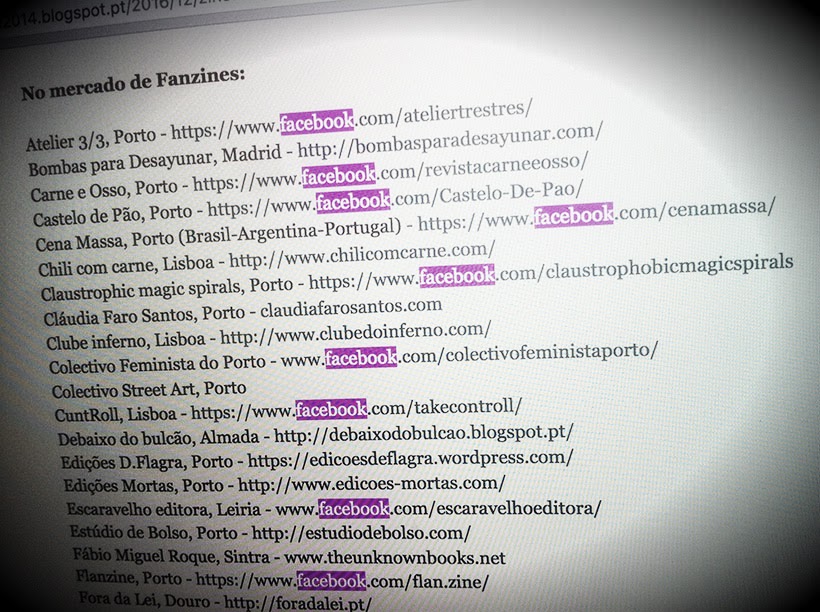 2014.blogspot.pt/2016/12/zine
No mercado de Fanzines:
Atelier 3/3, Porto - https://www.facebook.com/ateliertrestres/
Bombas para Desayunar, Madrid - http://bombasparadesayunar.com/
Carne e Osso, Porto - https://www.facebook.com/revistacarneeosso/
Castelo de Pão, Porto - https://www.facebook.com/Castelo-De-Pao/
Cena Massa, Porto (Brasil-Argentina-Portugal) - https://www.facebook.com/cenamassa/
Chili com carne, Lisboa - http://www.chilicomcarne.com/
Claustrophic magic spirals, Porto - https://www.facebook.com/claustrophobicmagicspirals
Cláudia Faro Santos, Porto - claudiafarosantos.com
Clube inferno, Lisboa - http://www.clubedoinferno.com/
Colectivo Feminista do Porto - www.facebook.com/colectivofeministaporto/
Colectivo Street Art, Porto
CuntRoll, Lisboa - https://www.facebook.com/takecontroll/
Debaixo do bulcão, Almada - http://debaixodobulcao.blogspot.pt/
Edições D.Flagra, Porto - https://edicoesdeflagra.wordpress.com/
Edições Mortas, Porto - http://www.edicoes-mortas.com/
Escaravelho editora, Leiria - www.facebook.com/escaravelhoeditora/
Estúdio de Bolso, Porto - http://estudiodebolso.com/
Fábio Miguel Roque, Sintra - www.theunknownbooks.net
Flanzine, Porto - https://www.facebook.com/flan.zine/
Fora da Lei, Douro - http://foradalei.pt/